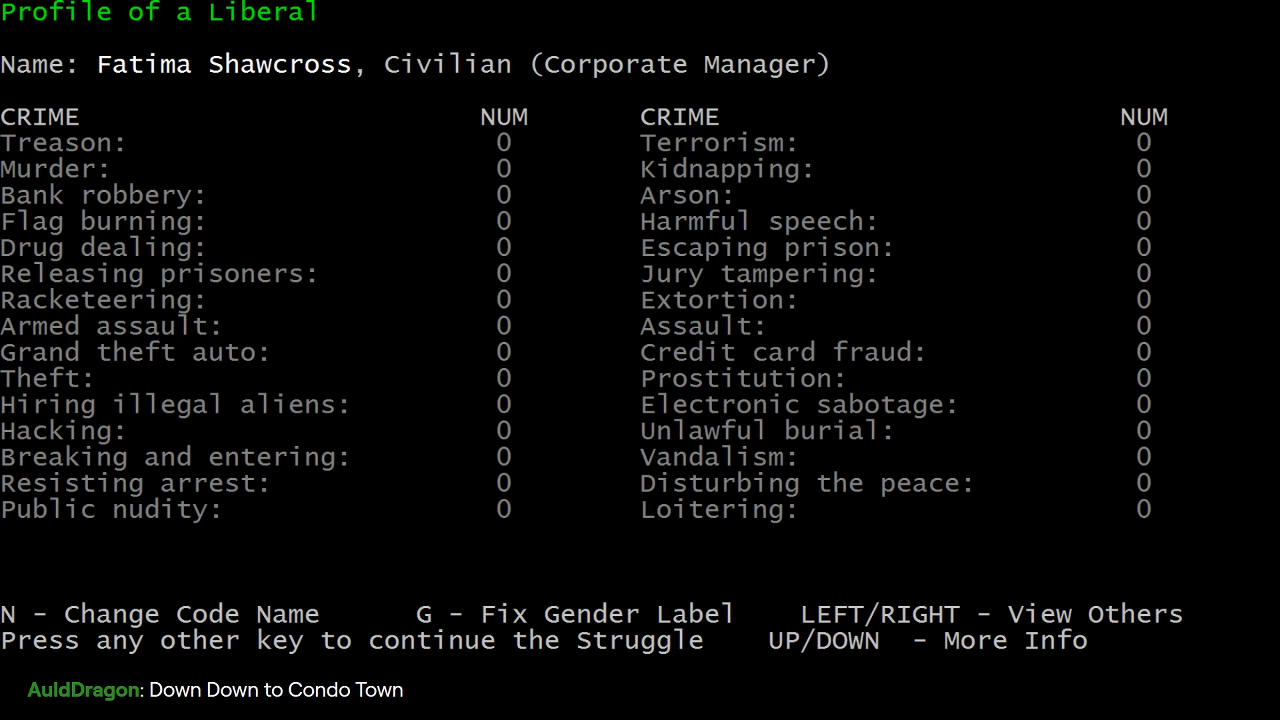 Profile of a Liberal
Name: Fatima Shawcross, Civilian (Corporate Manager)
CRIME NUM CRIME NUM
Treason: 0 Terrorism: 0
Murder: 0 Kidnapping: 0
Bank robbery: 0 Arson: 0
Flag burning: 0 Harmful speech: 0
Drug dealing: 0 Escaping prison: 0
Releasing prisoners: 0 Jury tampering: 0
Racketeering: 0 Extortion: 0
Armed assault: 0 Assault: 0
Grand theft auto: 0 Credit card fraud: 0
Theft: 0 Prostitution: 0
Hiring illegal aliens: 0 Electronic sabotage: 0
Hacking: 0 Unlawful burial: 0
Breaking and entering: 0 Vandalism: 0
Resisting arrest: 0 Disturbing the peace: 0
Public nudity: 0 Loitering: 0
N - Change Code Name G - Fix Gender Label LEFT/RIGHT - View Others
Press any other key to continue the Struggle UP/DOWN - More Info
AuldDragon: Down Down to Condo Town